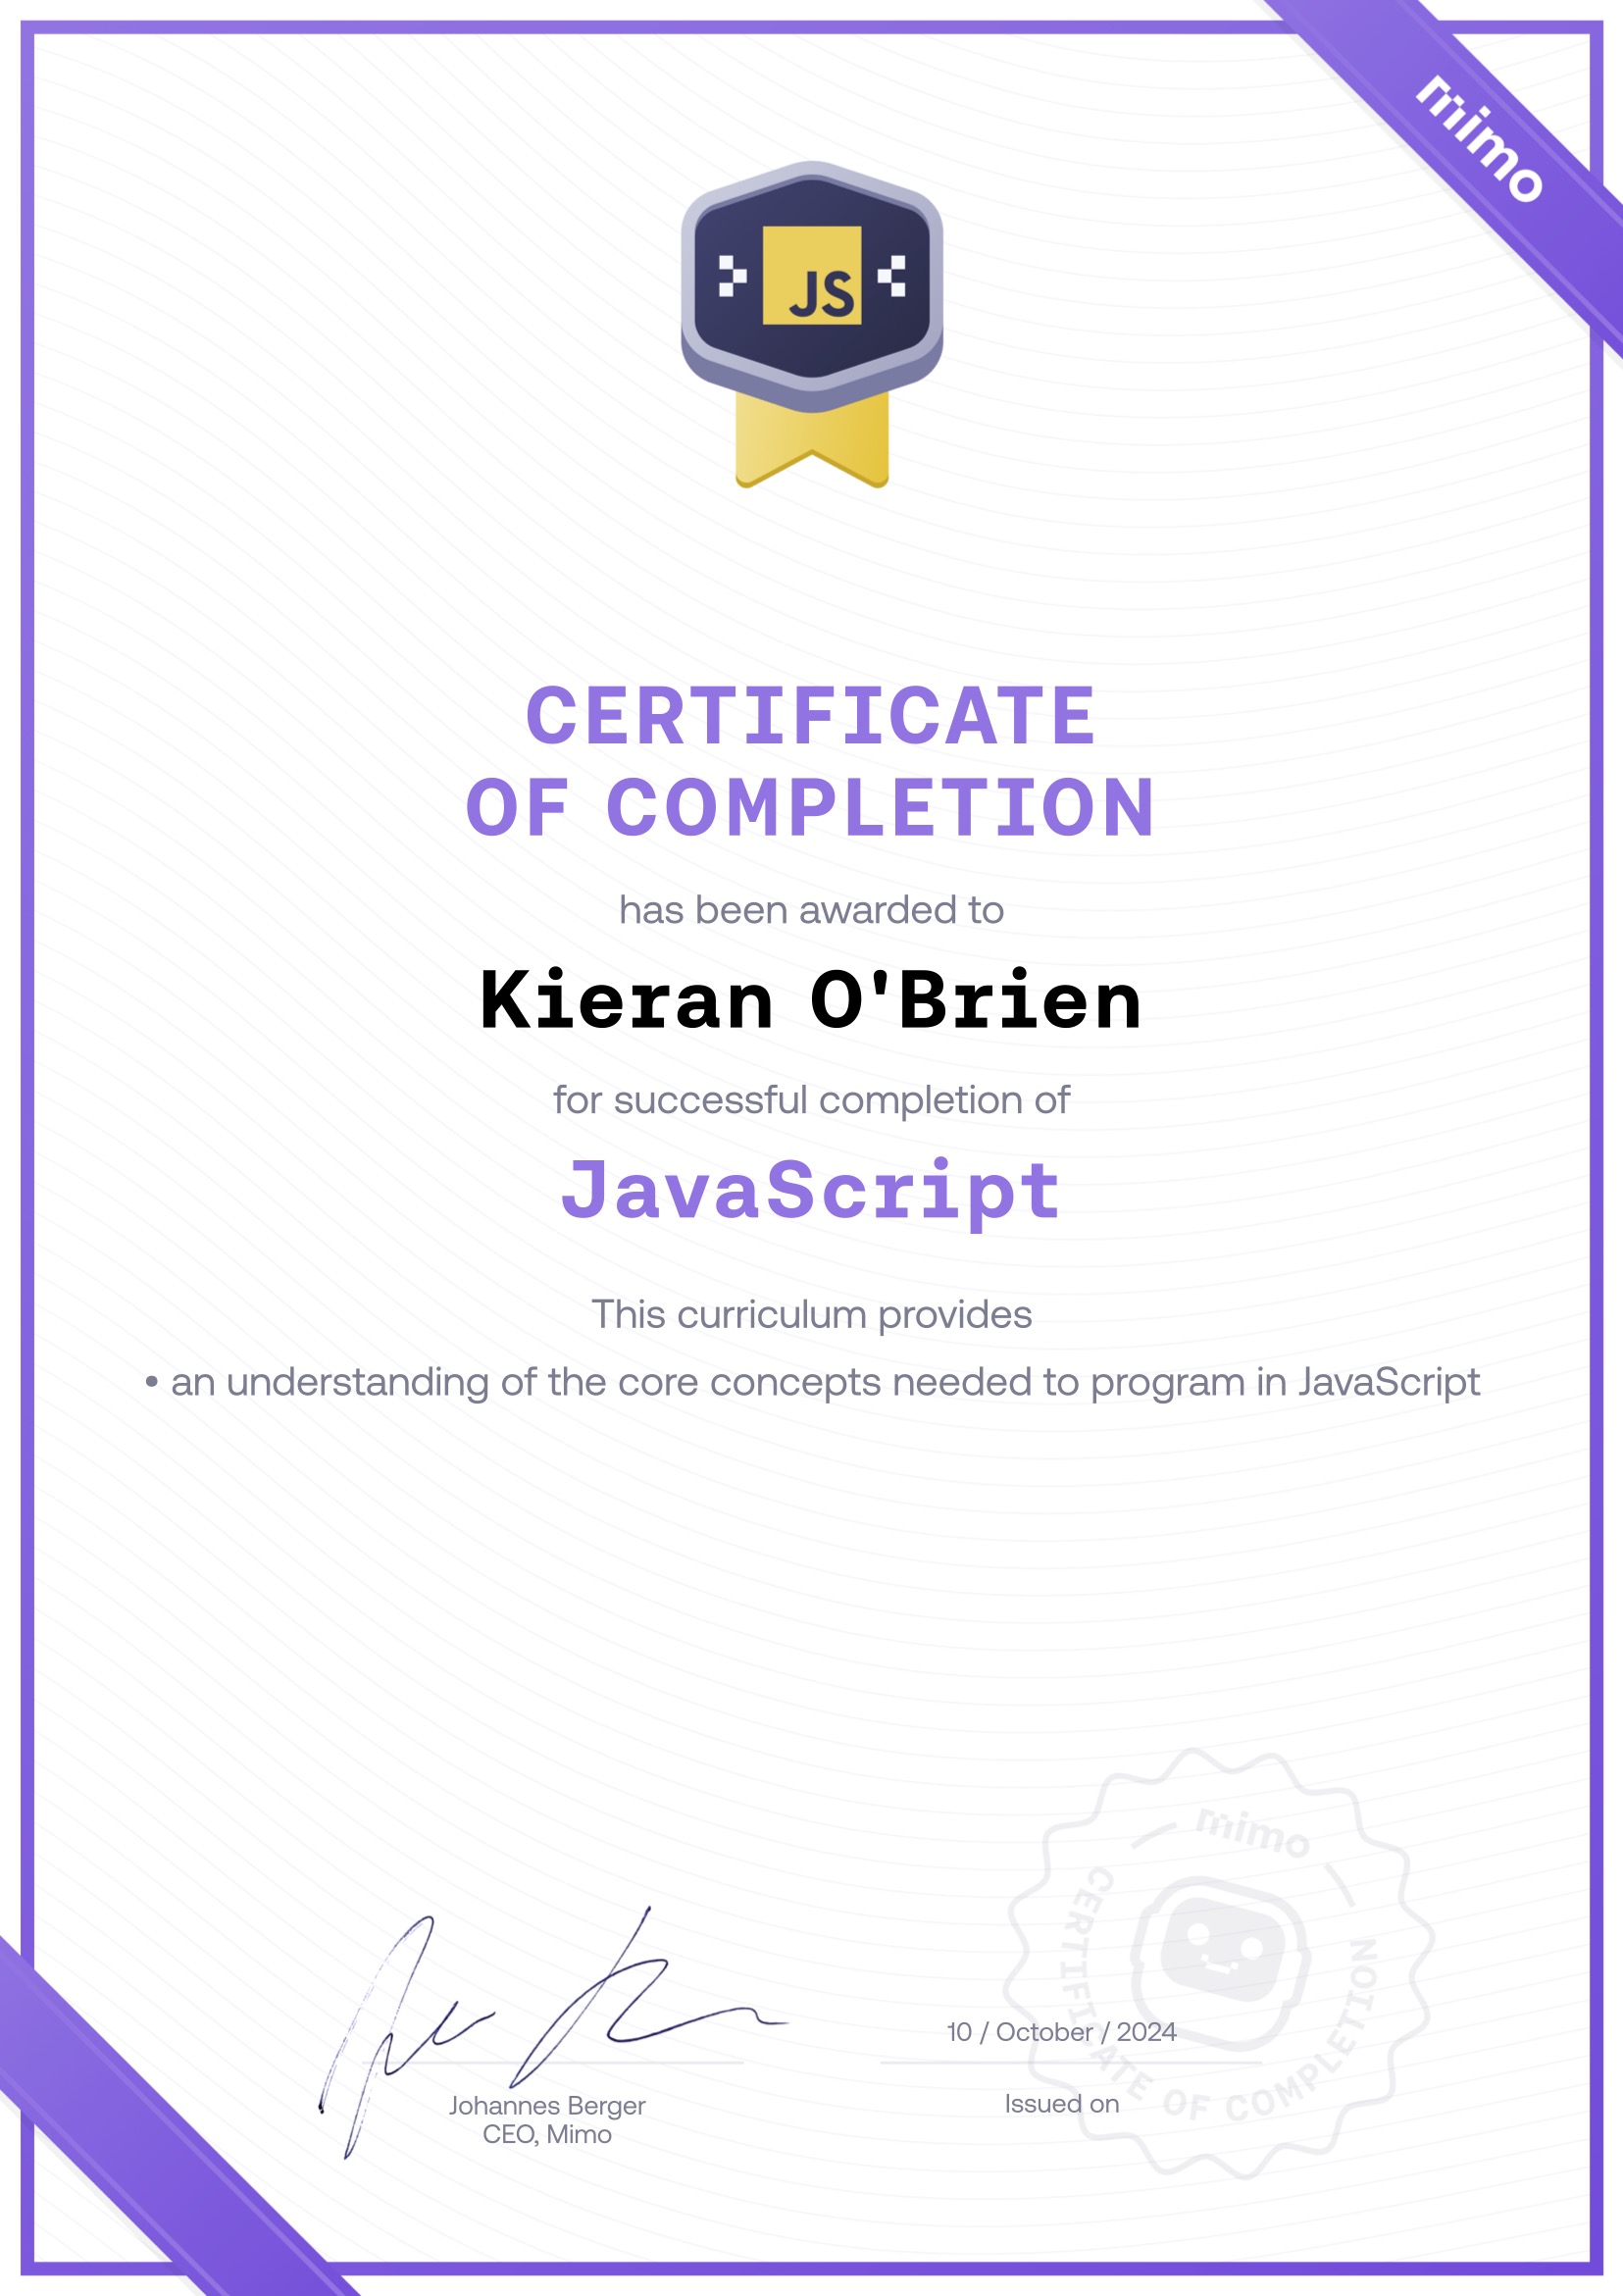 mimo
JS
CERTIFICATE
OF COMPLETION
has been awarded to
Kieran O'Brien
for successful completion of
JavaScript
This curriculum provides
• an understanding of the core concepts needed to program in JavaScript
mimo
CERTIFICATE OF COMPLETION
10 / October / 2024
Issued on
Johannes Berger
CEO, Mimo